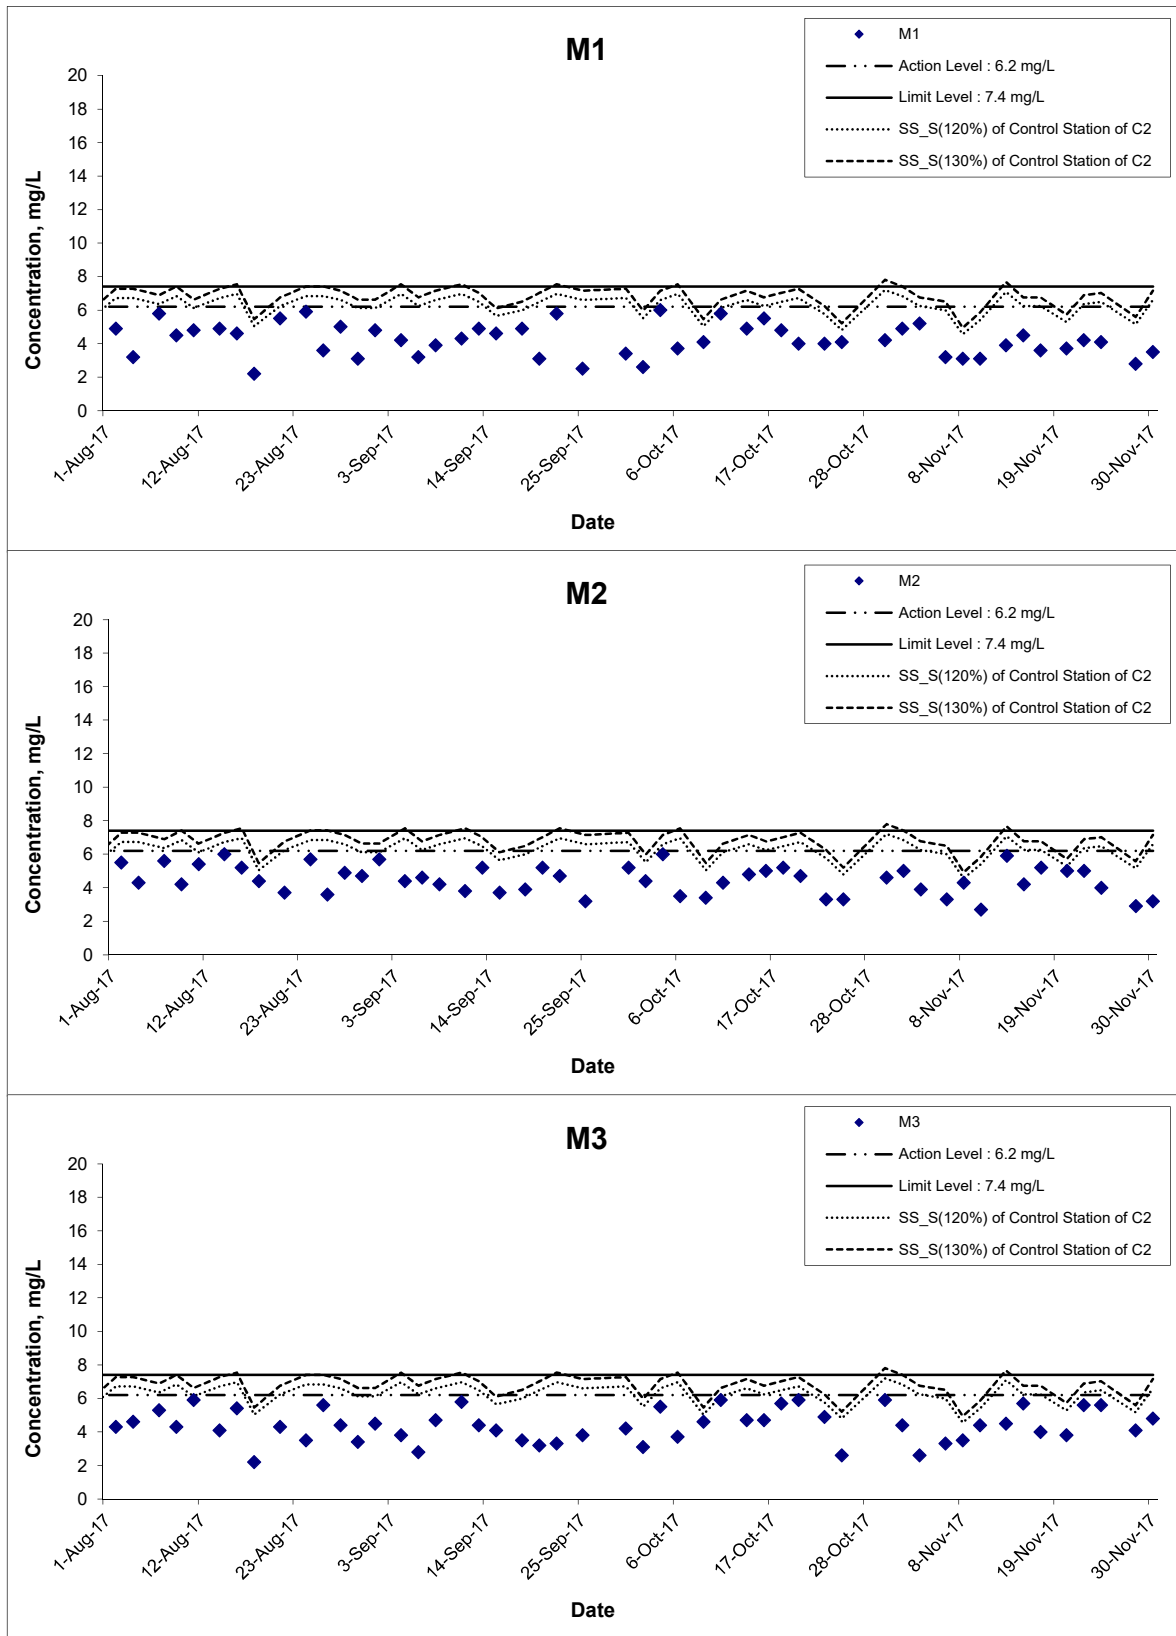 M1
M1
Action Level : 6.2 mg/L
Limit Level : 7.4 mg/L
SS_S(120%) of Control Station of C2
SS_S(130%) of Control Station of C2
Concentration, mg/L
20
18
16
14
12
10
8
6
4
2
0
1-Aug-17
12-Aug-17
23-Aug-17
3-Sep-17
14-Sep-17
25-Sep-17
6-Oct-17
17-Oct-17
28-Oct-17
8-Nov-17
19-Nov-17
30-Nov-17
Date
M2
M2
Action Level : 6.2 mg/L
Limit Level : 7.4 mg/L
SS_S(120%) of Control Station of C2
SS_S(130%) of Control Station of C2
Concentration, mg/L
20
18
16
14
12
10
8
6
4
2
0
1-Aug-17
12-Aug-17
23-Aug-17
3-Sep-17
14-Sep-17
25-Sep-17
6-Oct-17
17-Oct-17
28-Oct-17
8-Nov-17
19-Nov-17
30-Nov-17
Date
M3
M3
Action Level : 6.2 mg/L
Limit Level : 7.4 mg/L
SS_S(120%) of Control Station of C2
SS_S(130%) of Control Station of C2
Concentration, mg/L
20
18
16
14
12
10
8
6
4
2
0
1-Aug-17
12-Aug-17
23-Aug-17
3-Sep-17
14-Sep-17
25-Sep-17
6-Oct-17
17-Oct-17
28-Oct-17
8-Nov-17
19-Nov-17
30-Nov-17
Date